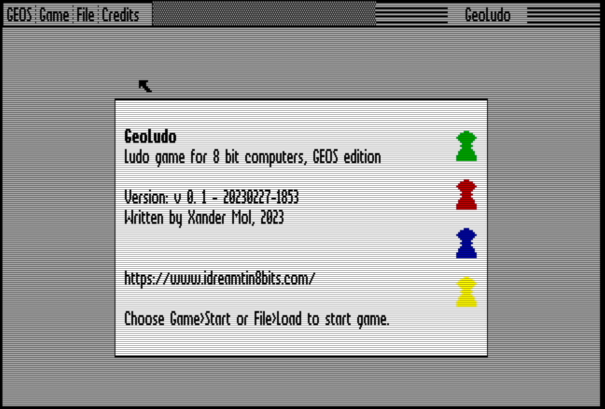 GEOS Game File Credits
GeoLudo
GeoLudo
Ludo game for 8 bit computers, GEOS edition
Version: v 0. 1 - 20230227-1853
Written by Xander Mol, 2023
https://www.idreamtin8bits.com/
Choose Game>Start or File>Load to start game.